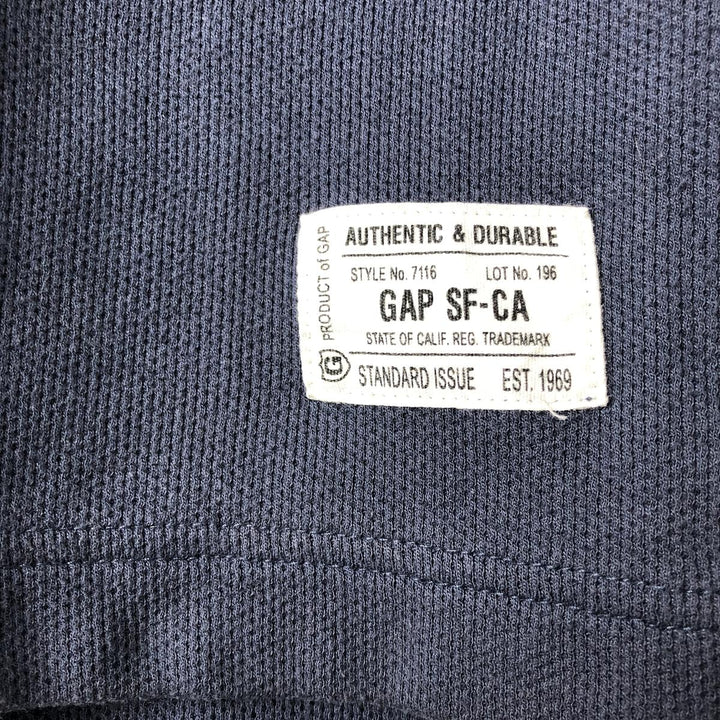 AUTHENTIC & DURABLE
STYLE No. 7116 LOT No. 196
GAP SF-CA
STATE OF CALIF. REG. TRADEMARK
STANDARD ISSUE EST. 1969
PRODUCT of GAP
G